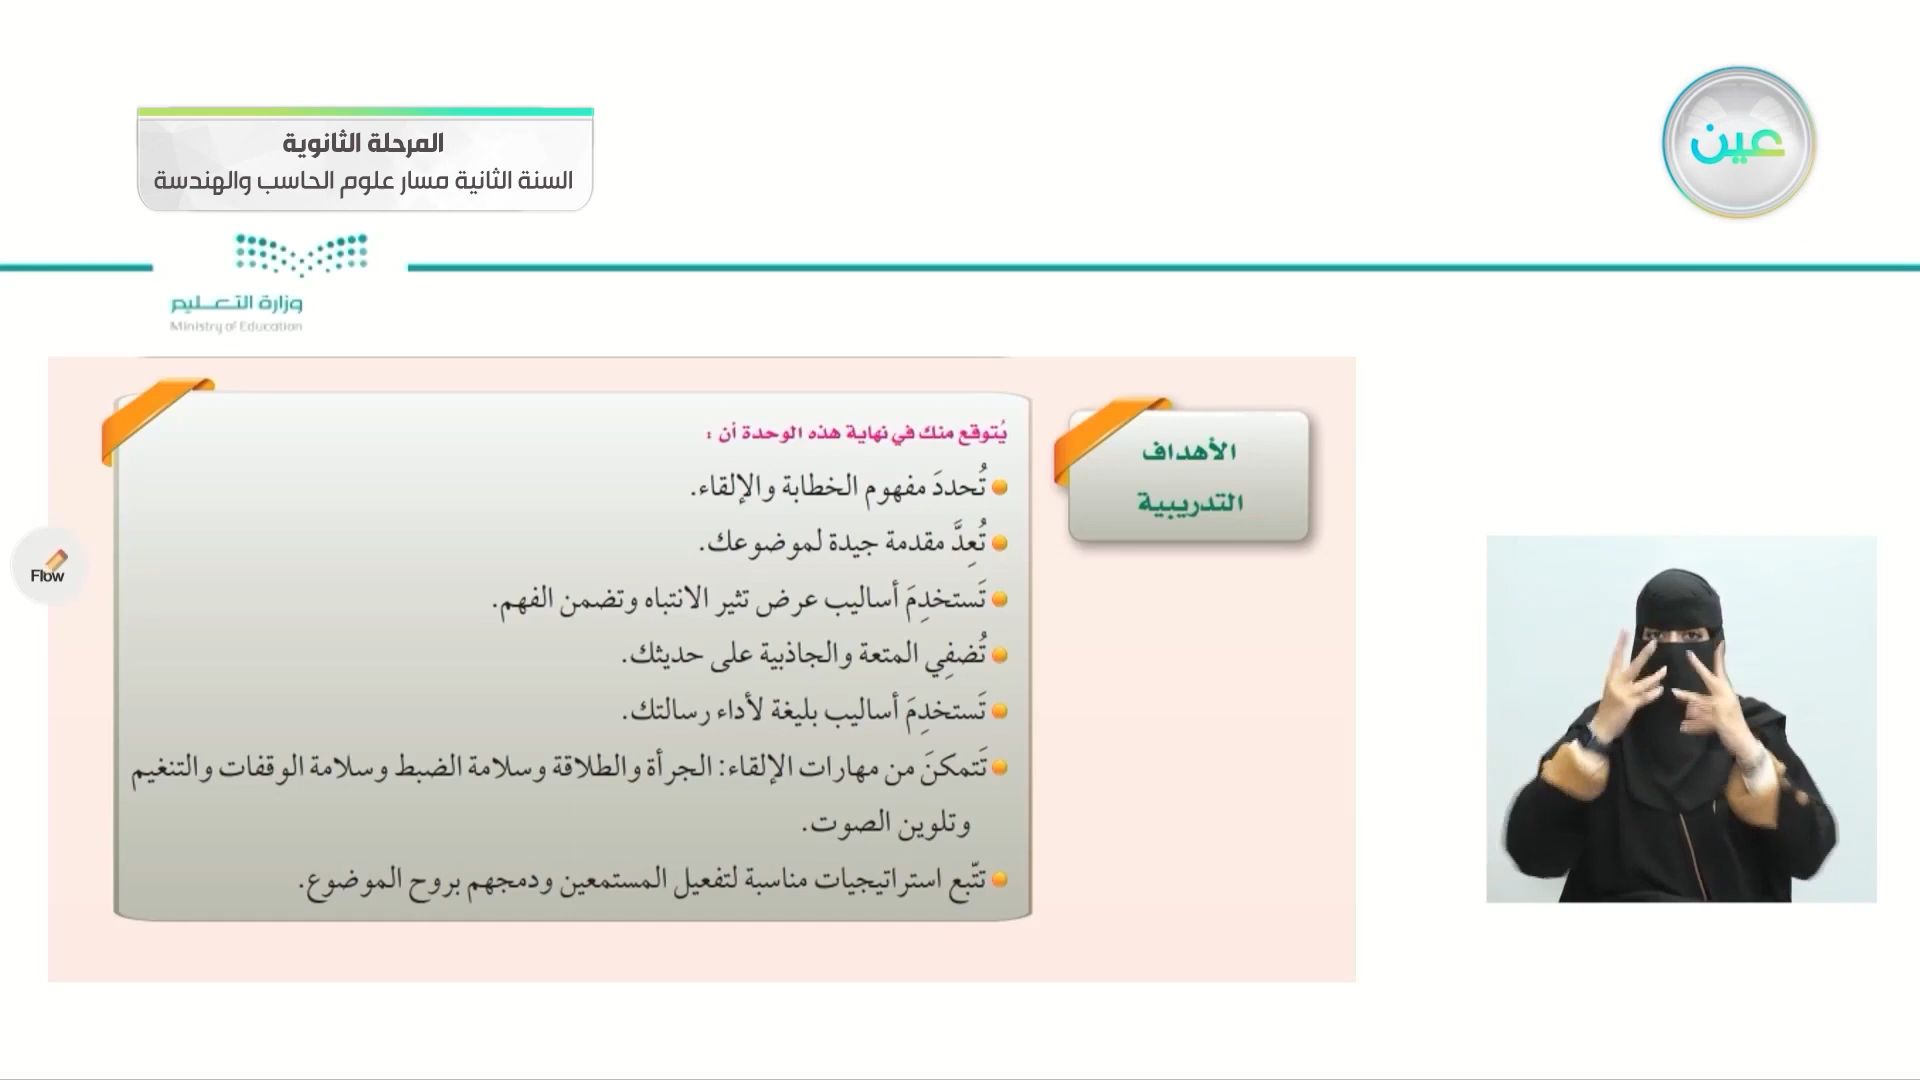 عين
المرحلة الثانوية
السنة الثانية مسار علوم الحاسب والهندسة
وزارة التعليم
Ministry of Education
الأهداف
التدريبية
يُتوقع منك في نهاية هذه الوحدة أن :
تُحددَ مفهوم الخطابة والإلقاء.
تُعِدَّ مقدمة جيدة لموضوعك.
تَستخدِمَ أساليب عرض تثير الانتباه وتضمن الفهم.
تُضفِي المتعة والجاذبية على حديثك.
تَستخدِمَ أساليب بليغة لأداء رسالتك.
تَتمكنَ من مهارات الإلقاء: الجرأة والطلاقة وسلامة الضبط وسلامة الوقفات والتنغيم
وتلوين الصوت.
تتّبع استراتيجيات مناسبة لتفعيل المستمعين ودمجهم بروح الموضوع.
Flow